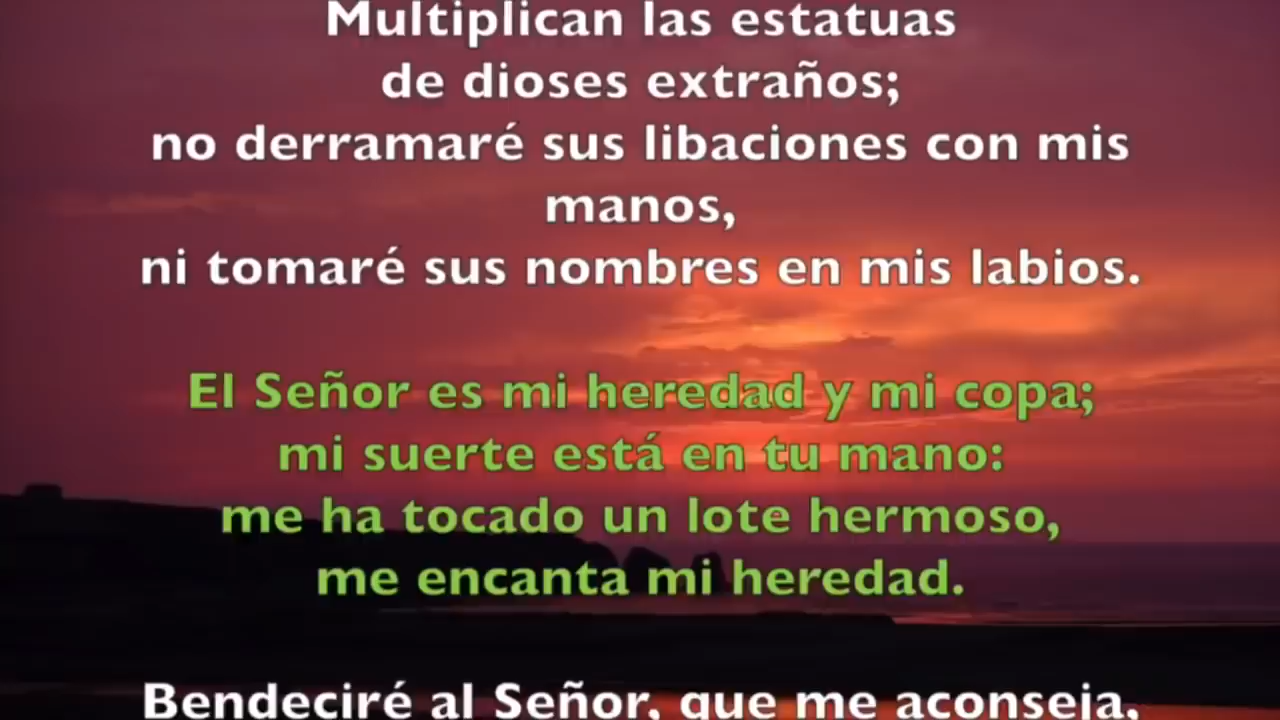 Multiplican las estatuas
de dioses extraños;
no derramaré sus libaciones con mis
manos,
ni tomaré sus nombres en mis labios.
El Señor es mi heredad y mi copa;
mi suerte está en tu mano:
me ha tocado un lote hermoso,
me encanta mi heredad.
Bendeciré al Señor, que me aconseja,